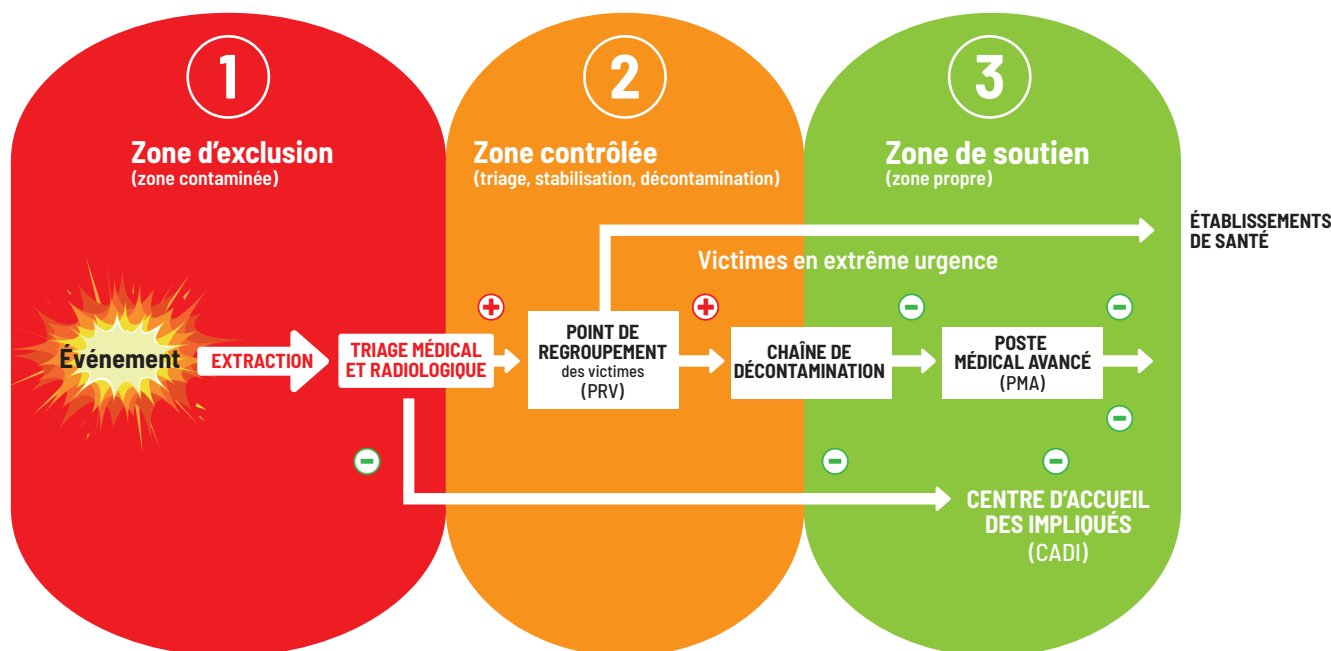 1
Zone d'exclusion
(zone contaminée)
2
Zone contrôlée
(triage, stabilisation, décontamination)
3
Zone de soutien
(zone propre)
ÉTABLISSEMENTS
DE SANTÉ
Victimes en extrême urgence
Événement
EXTRACTION
TRIAGE MÉDICAL
ET RADIOLOGIQUE
+
POINT DE
REGROUPEMENT
des victimes
(PRV)
+
CHAÎNE DE
DÉCONTAMINATION
-
POSTE
MÉDICAL AVANCÉ
(PMA)
-
-
-
-
-
CENTRE D'ACCUEIL
DES IMPLIQUÉS
(CADI)